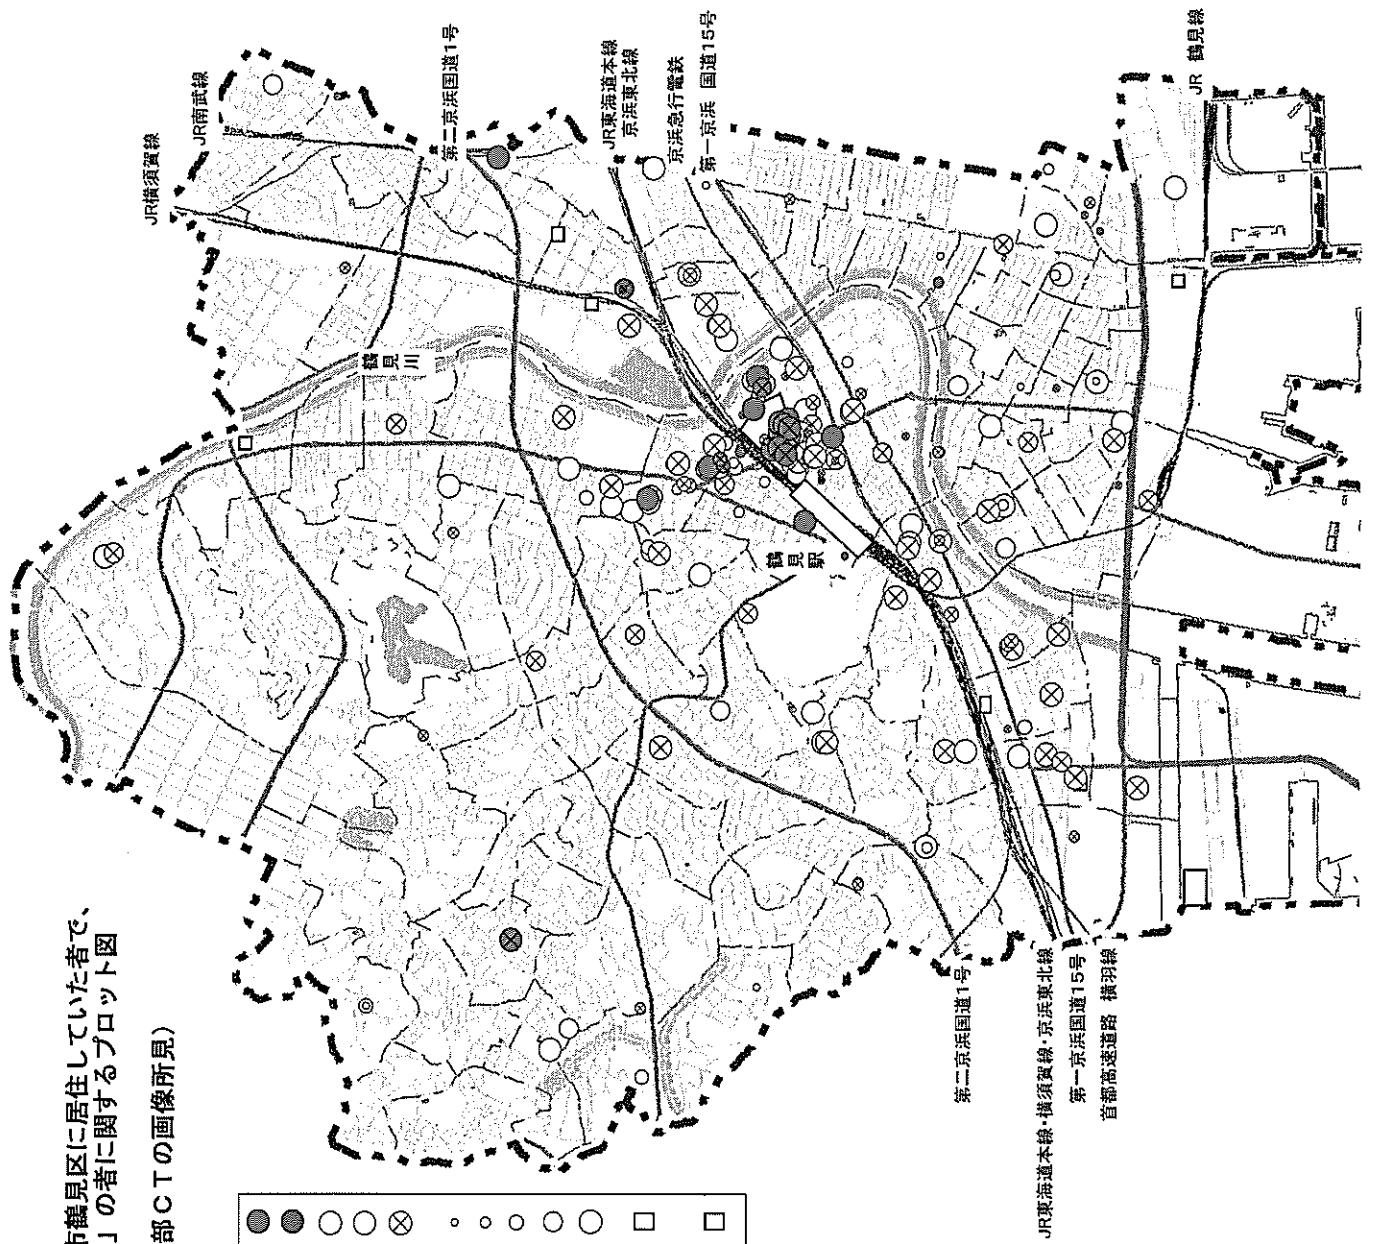 市鶴見区に居住していた者で、
」の者に関するプロット図
部ＣＴの画像所見）
JR横須賀線
JR南武線
第二京浜国道1号
JR東海道本線
京浜東北線
京浜急行電鉄
第一京浜 国道15号
JR 鶴見線
鶴見川
鶴見駅
第二京浜国道1号
JR東海道本線・横須賀線・京浜東北線
第一京浜国道15号
首都高速道路 横羽線